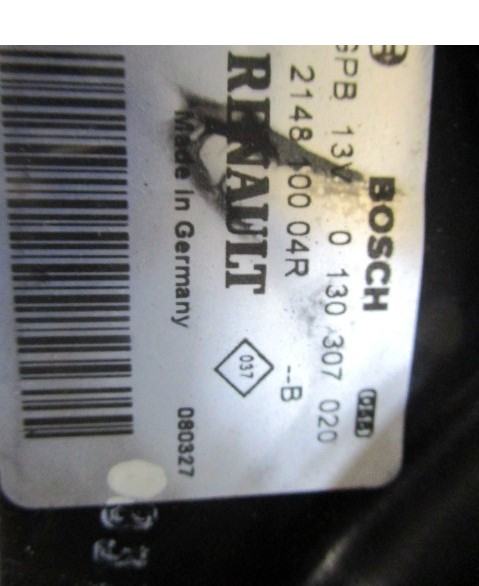 BOSCH
GPB 13V 0 130 307 020
2148 100 04R --B
RENAULT
037
Made in Germany 080327